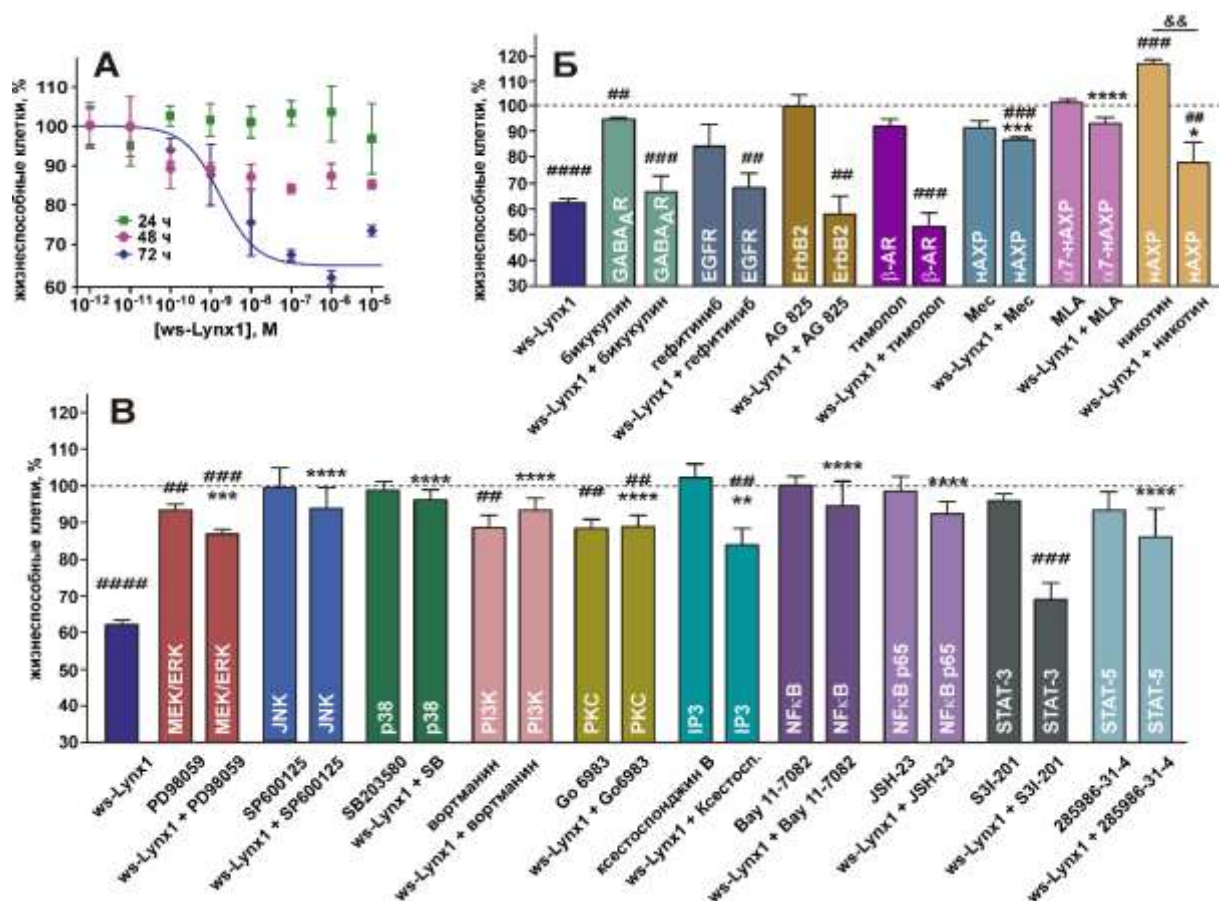 А
жизнеспособные клетки, %
110
100
90
80
70
60
24 ч
48 ч
72 ч
10-12 10-11 10-10 10-9 10-8 10-7 10-6 10-5
[ws-Lynx1], М
Б
жизнеспособные клетки, %
120
110
100
90
80
70
60
50
40
30
&&
####
##
###
##
##
###
###
***
****
###
##
*
GABAAR
GABAAR
EGFR
EGFR
ErbB2
ErbB2
β-AR
β-AR
нАХР
нАХР
α7-нАХР
α7-нАХР
нАХР
нАХР
ws-Lynx1
бикукулин
ws-Lynx1 + бикукулин
гефитиниб
ws-Lynx1 + гефитиниб
AG 825
ws-Lynx1 + AG 825
тимолол
ws-Lynx1 + тимолол
Mec
ws-Lynx1 + Mec
MLA
ws-Lynx1 + MLA
никотин
ws-Lynx1 + никотин
В
жизнеспособные клетки, %
120
110
100
90
80
70
60
50
40
30
####
##
###
***
****
****
##
****
##
##
****
##
**
****
****
###
****
MEK/ERK
MEK/ERK
JNK
JNK
p38
p38
PI3K
PI3K
PKC
PKC
IP3
IP3
NFκB
NFκB
NFκB p65
NFκB p65
STAT-3
STAT-3
STAT-5
STAT-5
ws-Lynx1
PD98059
ws-Lynx1 + PD98059
SP600125
ws-Lynx1 + SP600125
SB203580
ws-Lynx1 + SB
вортманин
ws-Lynx1 + вортманин
Go 6983
ws-Lynx1 + Go6983
ксестоспонджин В
ws-Lynx1 + Ксестосп.
Bay 11-7082
ws-Lynx1 + Bay 11-7082
JSH-23
ws-Lynx1 + JSH-23
S3I-201
ws-Lynx1 + S3I-201
285986-31-4
ws-Lynx1 + 285986-31-4